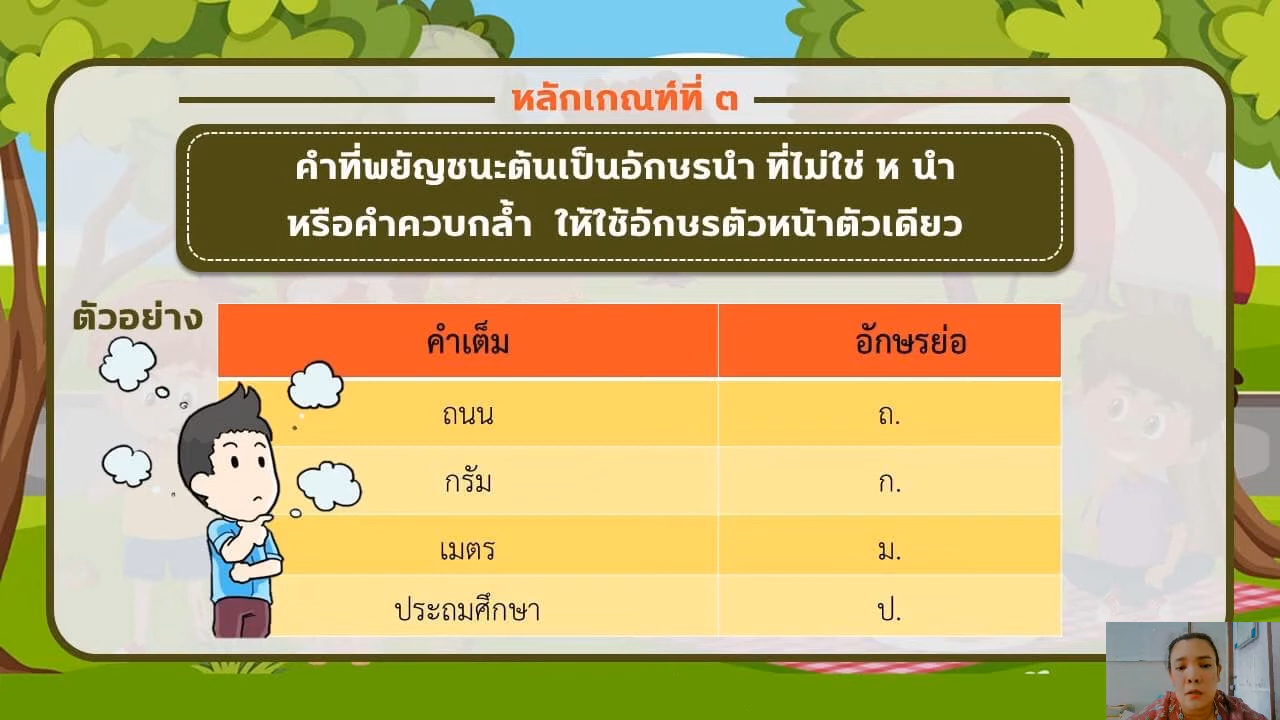 หลักเกณฑ์ที่ ๓
คำที่พยัญชนะต้นเป็นอักษรนำ ที่ไม่ใช่ ห นำ
หรือคำควบกล้ำ ให้ใช้อักษรตัวหน้าตัวเดียว
ตัวอย่าง
คำเต็ม อักษรย่อ
ถนน ถ.
กรัม ก.
เมตร ม.
ประถมศึกษา ป.